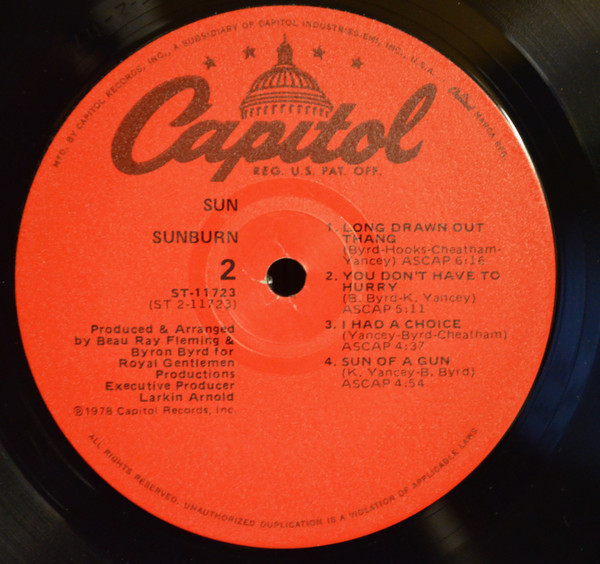 MFD. BY CAPITOL RECORDS, INC., A SUBSIDIARY OF CAPITOL INDUSTRIES-EMI, INC., U.S.A.
Capitol
MARCA REG.
REG. U.S. PAT. OFF.
SUN
SUNBURN
2
ST-11723
(ST 2-11723)
Produced & Arranged
by Beau Ray Fleming &
Byron Byrd for
Royal Gentlemen
Productions
Executive Producer
Larkin Arnold
℗1978 Capitol Records, Inc.
1. LONG DRAWN OUT
THANG
(Byrd-Hooks-Cheatham-
Yancey) ASCAP 6:16
2. YOU DON'T HAVE TO
HURRY
(B. Byrd-K. Yancey)
ASCAP 5:11
3. I HAD A CHOICE
(Yancey-Byrd-Cheatham)
ASCAP 4:37
4. SUN OF A GUN
(K. Yancey-B. Byrd)
ASCAP 4:54
ALL RIGHTS RESERVED. UNAUTHORIZED DUPLICATION IS A VIOLATION OF APPLICABLE LAWS.